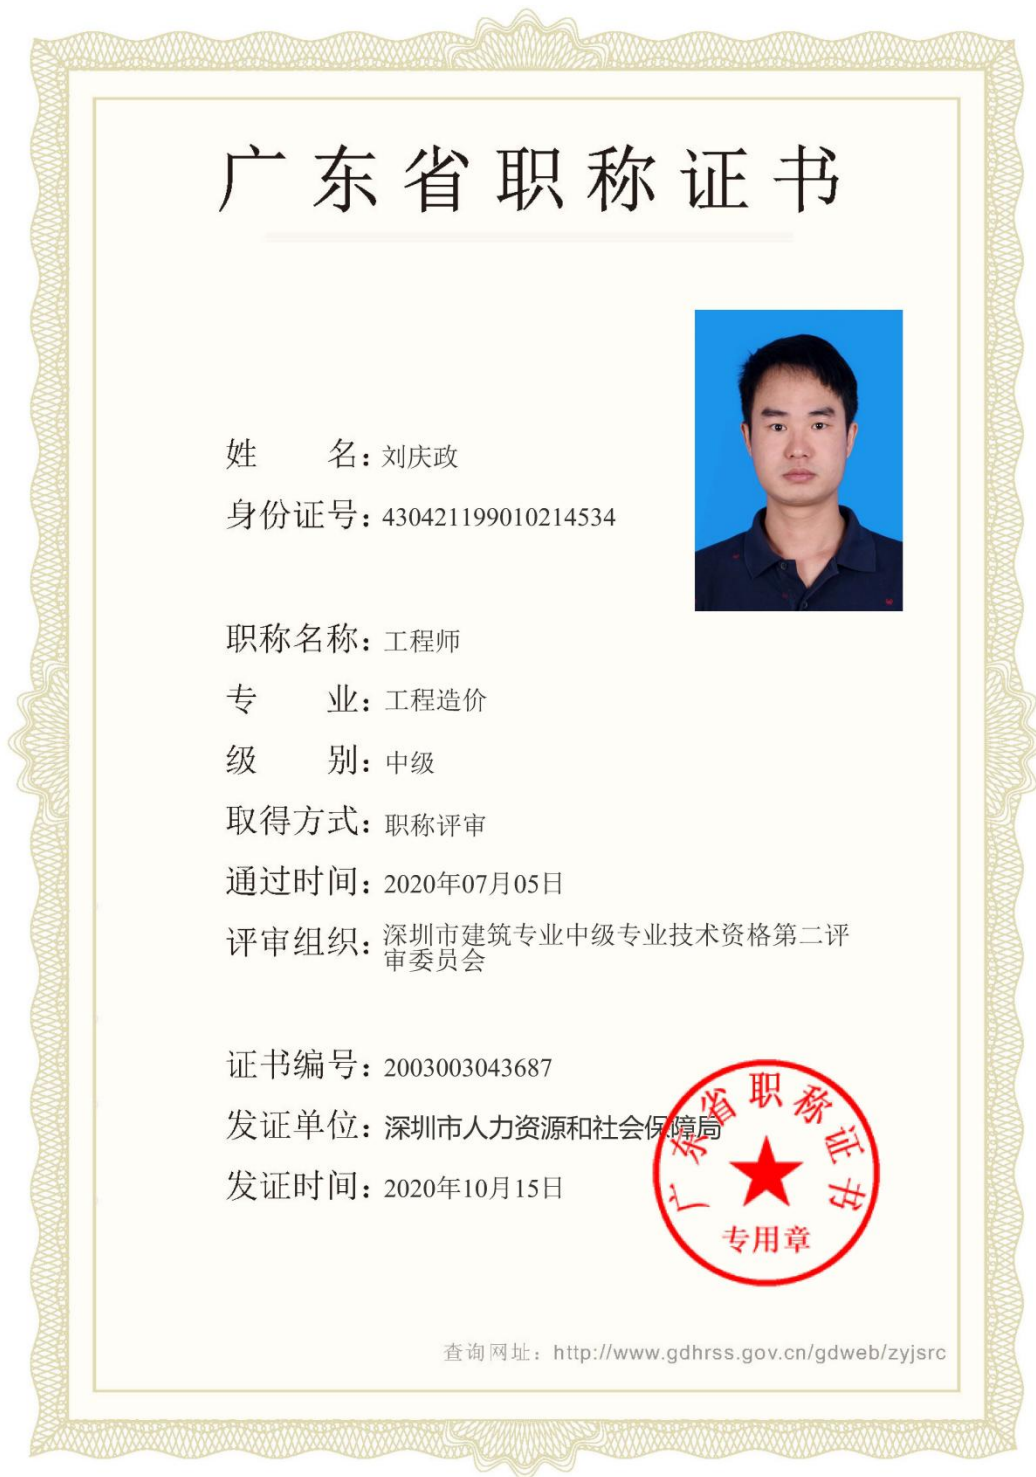 广东省职称证书
姓 名：刘庆政
身份证号：430421199010214534
职称名称：工程师
专 业：工程造价
级 别：中级
取得方式：职称评审
通过时间：2020年07月05日
评审组织：深圳市建筑专业中级专业技术资格第二评
审委员会
证书编号：2003003043687
发证单位：深圳市人力资源和社会保障局
发证时间：2020年10月15日
广东省职称证书
专用章
查询网址：http://www.gdhrss.gov.cn/gdweb/zyjsrc